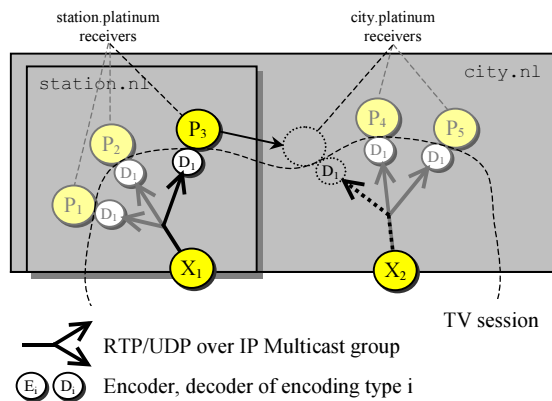 station.platinum
receivers
city.platinum
receivers
station.nl
city.nl
P3
P4
P5
P2
D1
D1
D1
D1
D1
P1
D1
X1
X2
TV session
RTP/UDP over IP Multicast group
Ei Di Encoder, decoder of encoding type i